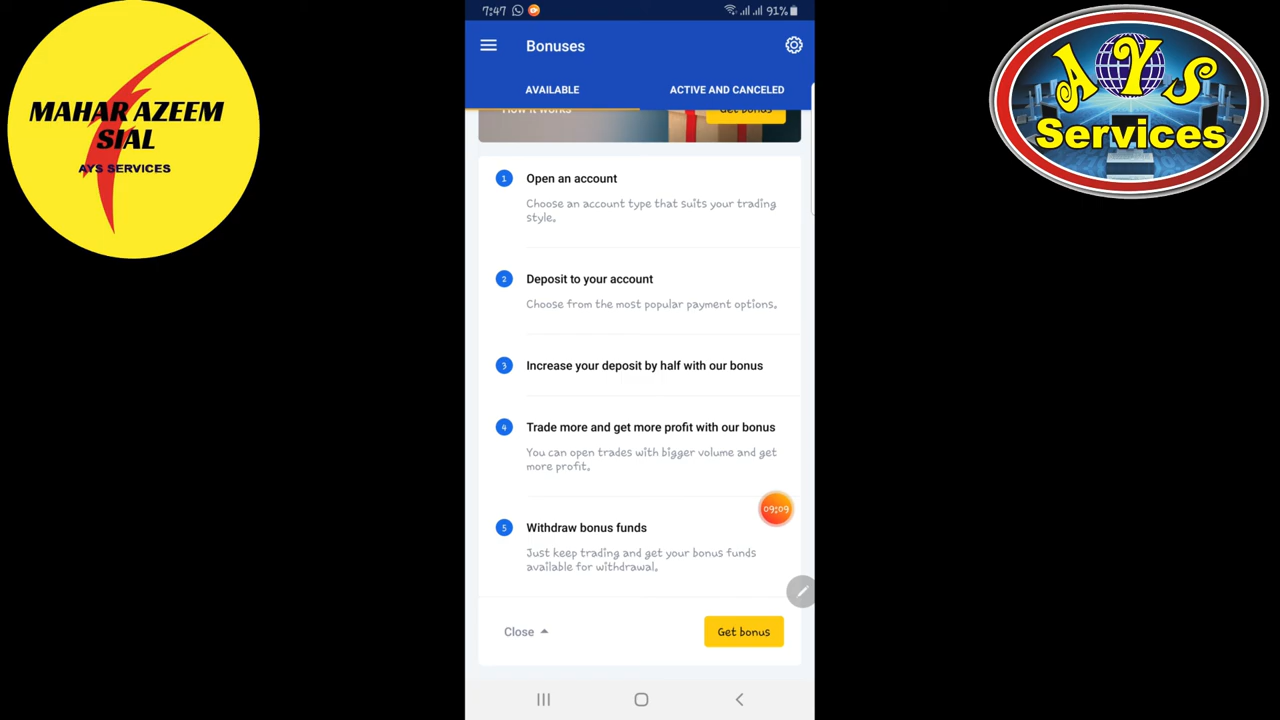 MAHAR AZEEM
SIAL
AYS SERVICES
AYS
Services
7:47
91%
Bonuses
AVAILABLE
ACTIVE AND CANCELED
How it works
Get bonus
1 Open an account
Choose an account type that suits your trading
style.
2 Deposit to your account
Choose from the most popular payment options.
3 Increase your deposit by half with our bonus
4 Trade more and get more profit with our bonus
You can open trades with bigger volume and get
more profit.
09:09
5 Withdraw bonus funds
Just keep trading and get your bonus funds
available for withdrawal.
Close
Get bonus